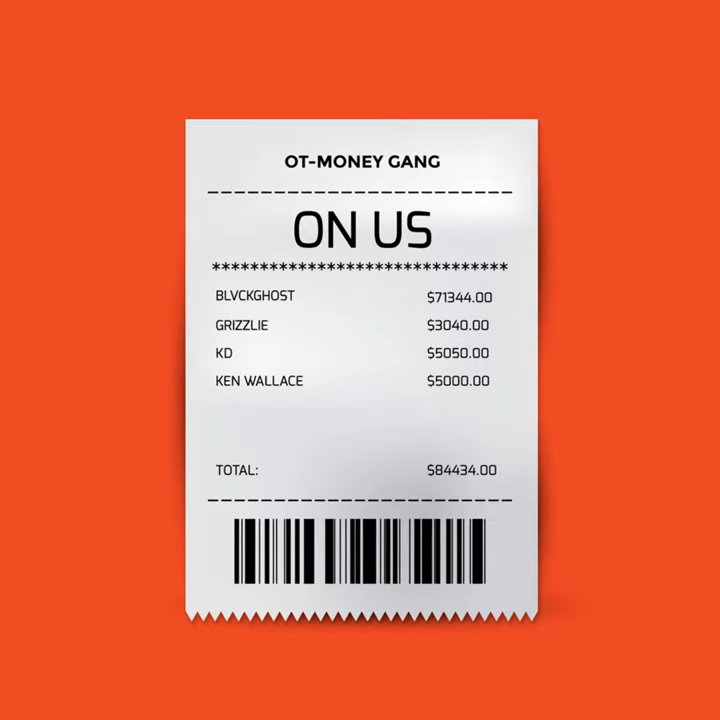 OT-MONEY GANG
ON US
*******************************
BLVCKGHOST $71344.00
GRIZZLIE $3040.00
KD $5050.00
KEN WALLACE $5000.00
TOTAL: $84434.00